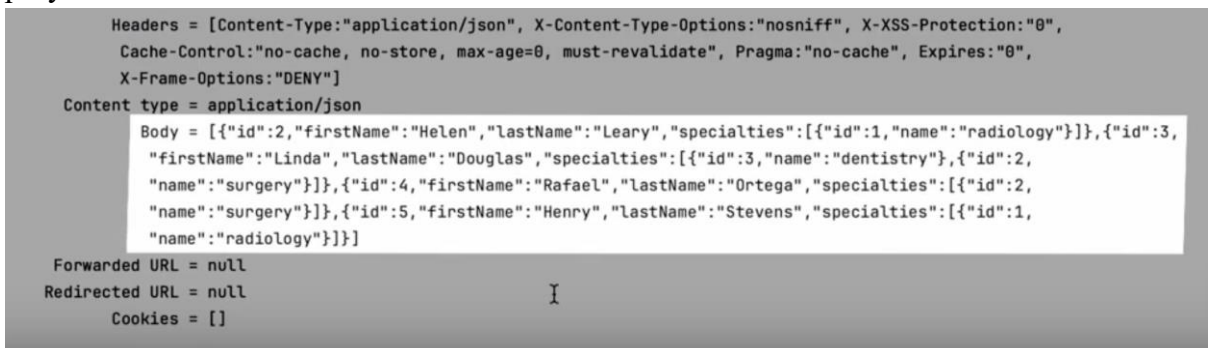 Headers = [Content-Type:"application/json", X-Content-Type-Options:"nosniff", X-XSS-Protection:"0",
Cache-Control:"no-cache, no-store, max-age=0, must-revalidate", Pragma:"no-cache", Expires:"0",
X-Frame-Options:"DENY"]
Content type = application/json
Body = [{"id":2,"firstName":"Helen","lastName":"Leary","specialties":[{"id":1,"name":"radiology"}]},{"id":3,
"firstName":"Linda","lastName":"Douglas","specialties":[{"id":3,"name":"dentistry"},{"id":2,
"name":"surgery"}]},{"id":4,"firstName":"Rafael","lastName":"Ortega","specialties":[{"id":2,
"name":"surgery"}]},{"id":5,"firstName":"Henry","lastName":"Stevens","specialties":[{"id":1,
"name":"radiology"}]}]
Forwarded URL = null
Redirected URL = null
Cookies = []